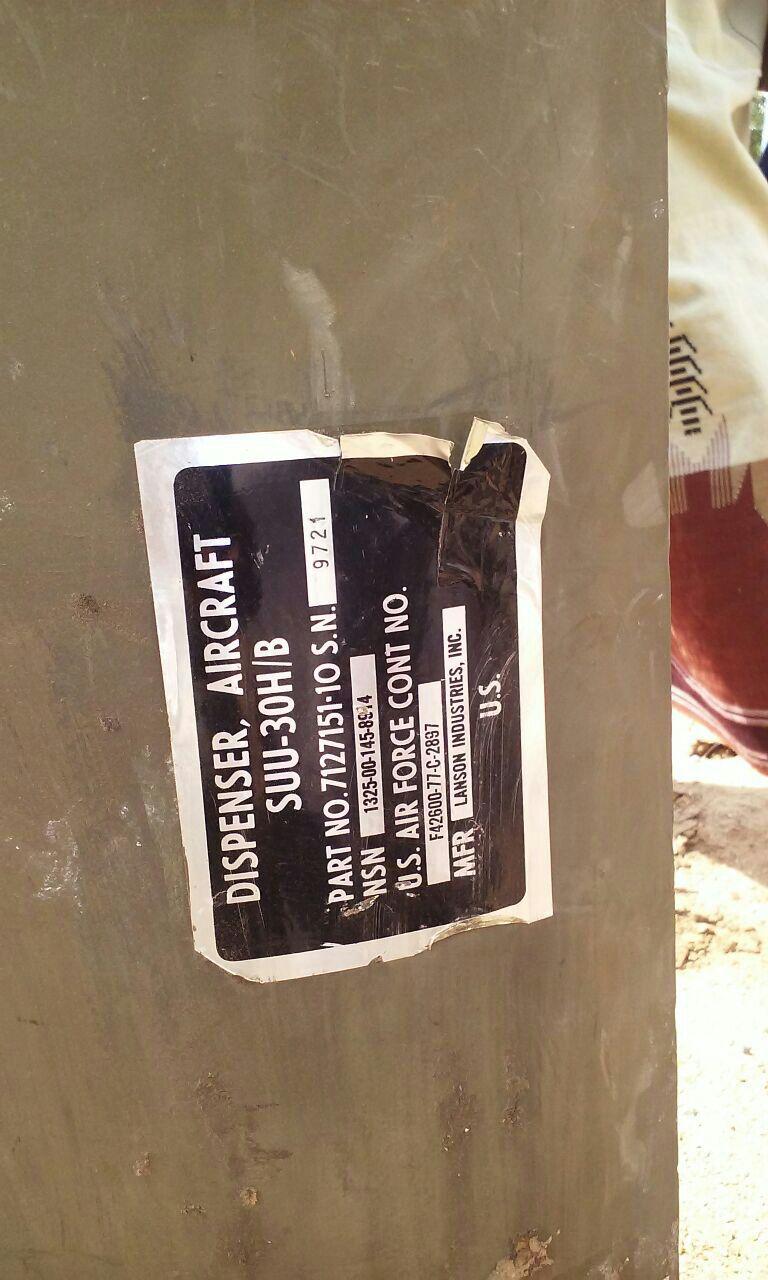 DISPENSER, AIRCRAFT
SUU-30H/B
PART NO. 7127151-10 S.N. 9721
NSN 1325-00-145-8974
U.S. AIR FORCE CONT NO.
F42600-77-C-2897
MFR LANSON INDUSTRIES, INC.
U.S.